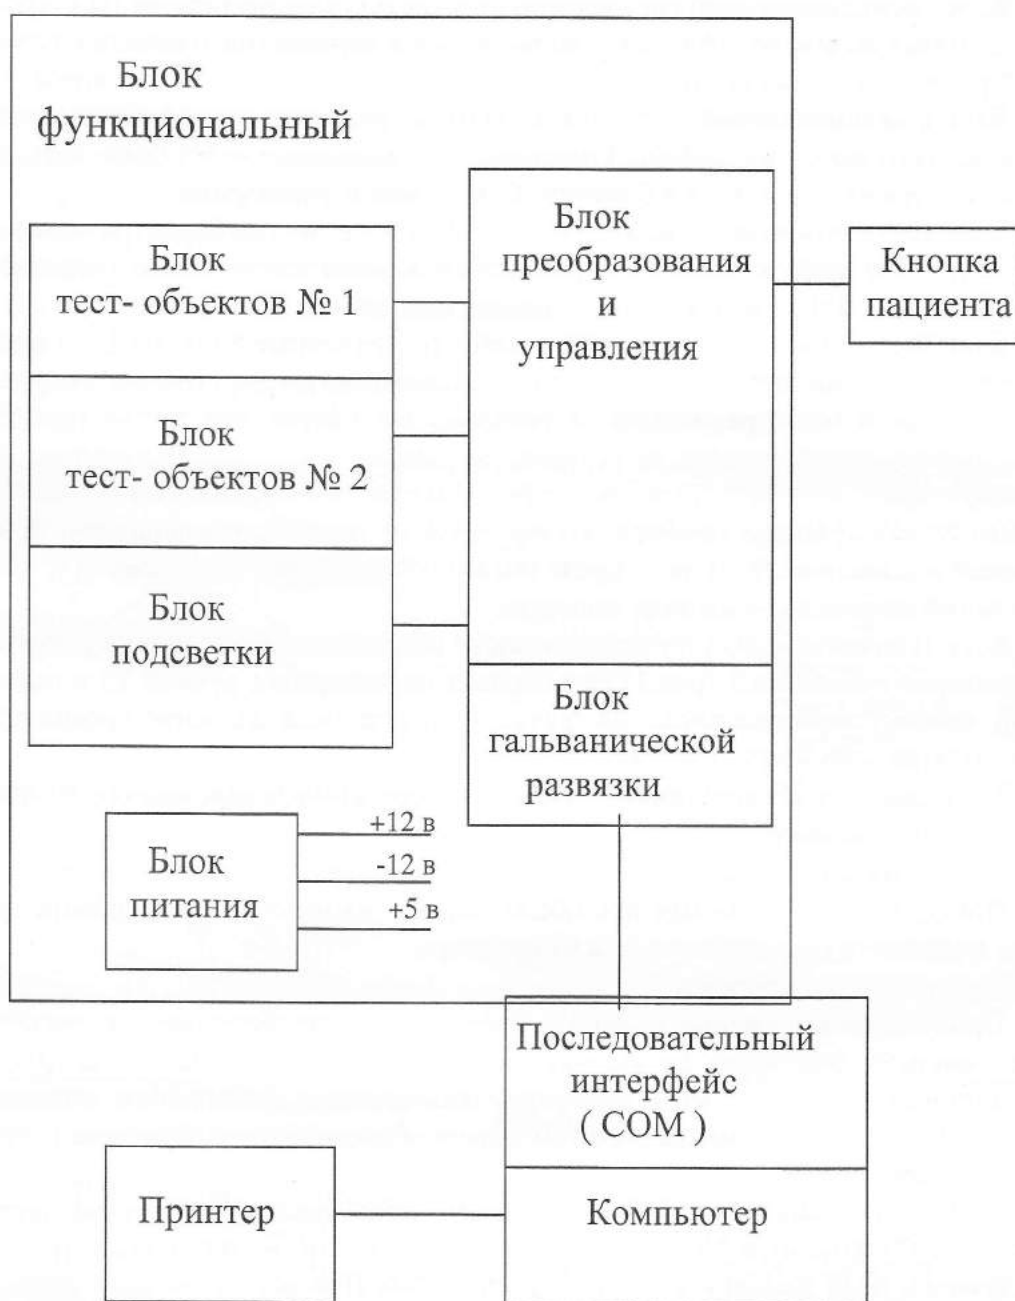 Блок
функциональный
Блок
тест- объектов № 1
Блок
тест- объектов № 2
Блок
подсветки
Блок
преобразования
и
управления
Блок
гальванической
развязки
Кнопка
пациента
Блок
питания
+12 в
-12 в
+5 в
Последовательный
интерфейс
( COM )
Компьютер
Принтер